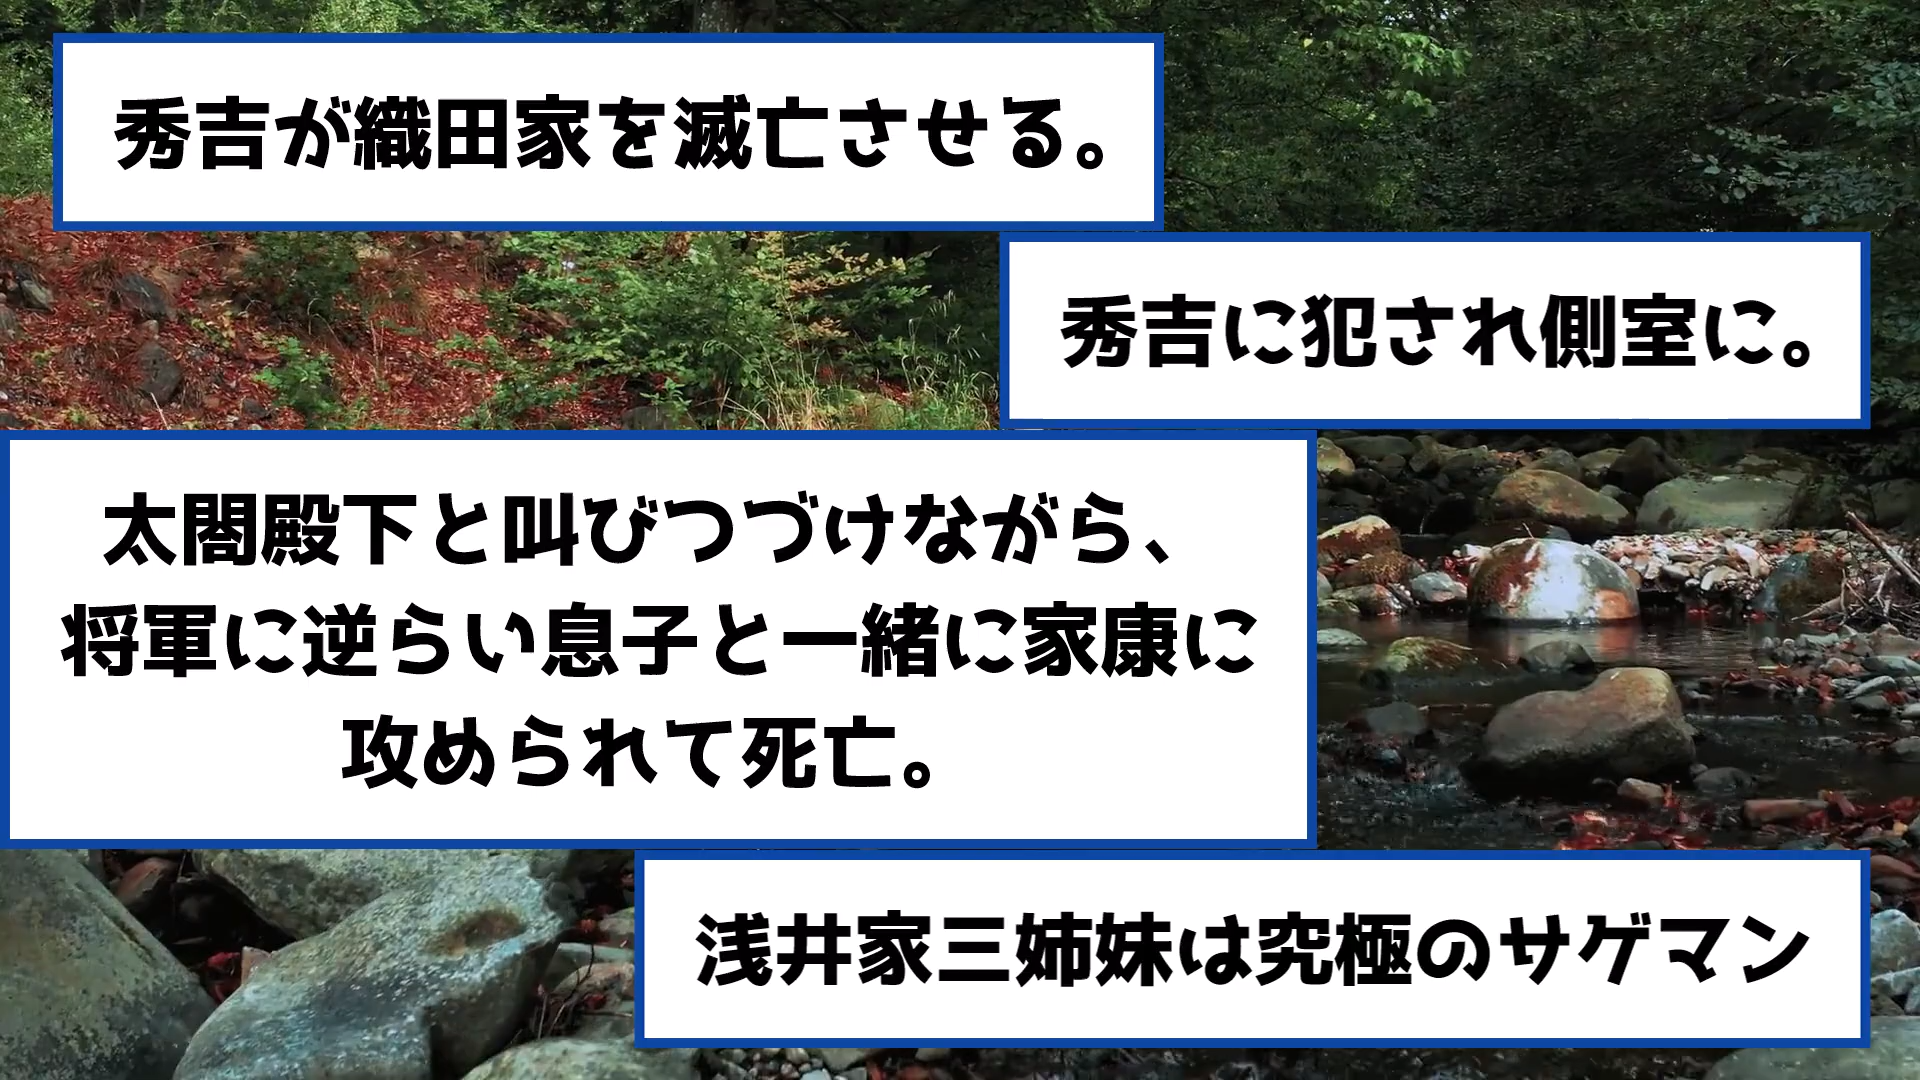 秀吉が織田家を滅亡させる。
秀吉に犯され側室に。
太閤殿下と叫びつづけながら、
将軍に逆らい息子と一緒に家康に
攻められて死亡。
浅井家三姉妹は究極のサゲマン